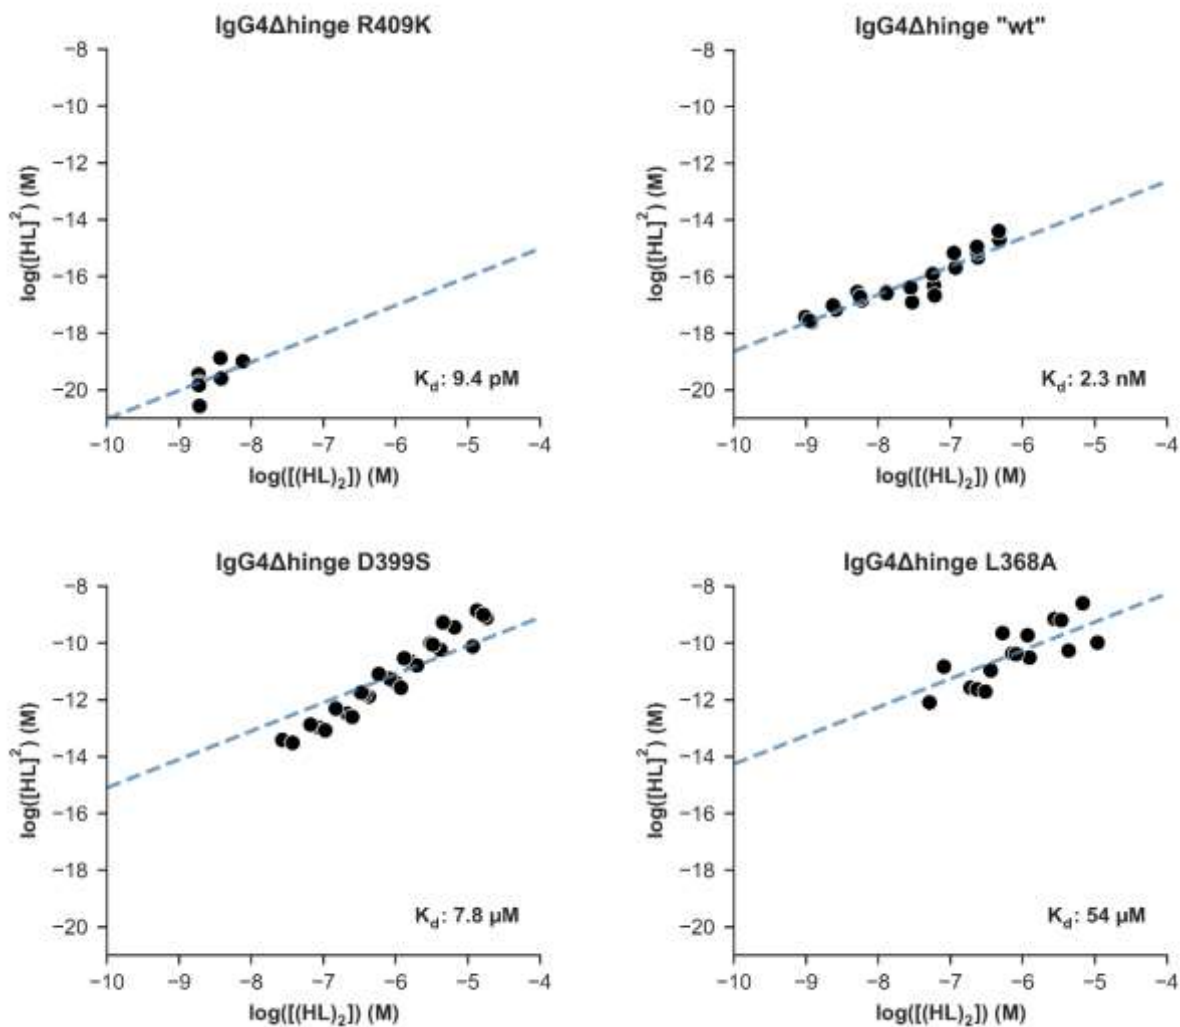 IgG4Δhinge R409K
−8
−10
−12
−14
−16
−18
−20
log([HL]²) (M)
K_d: 9.4 pM
−10 −9 −8 −7 −6 −5 −4
log([(HL)₂]) (M)
IgG4Δhinge "wt"
−8
−10
−12
−14
−16
−18
−20
log([HL]²) (M)
K_d: 2.3 nM
−10 −9 −8 −7 −6 −5 −4
log([(HL)₂]) (M)
IgG4Δhinge D399S
−8
−10
−12
−14
−16
−18
−20
log([HL]²) (M)
K_d: 7.8 μM
−10 −9 −8 −7 −6 −5 −4
log([(HL)₂]) (M)
IgG4Δhinge L368A
−8
−10
−12
−14
−16
−18
−20
log([HL]²) (M)
K_d: 54 μM
−10 −9 −8 −7 −6 −5 −4
log([(HL)₂]) (M)